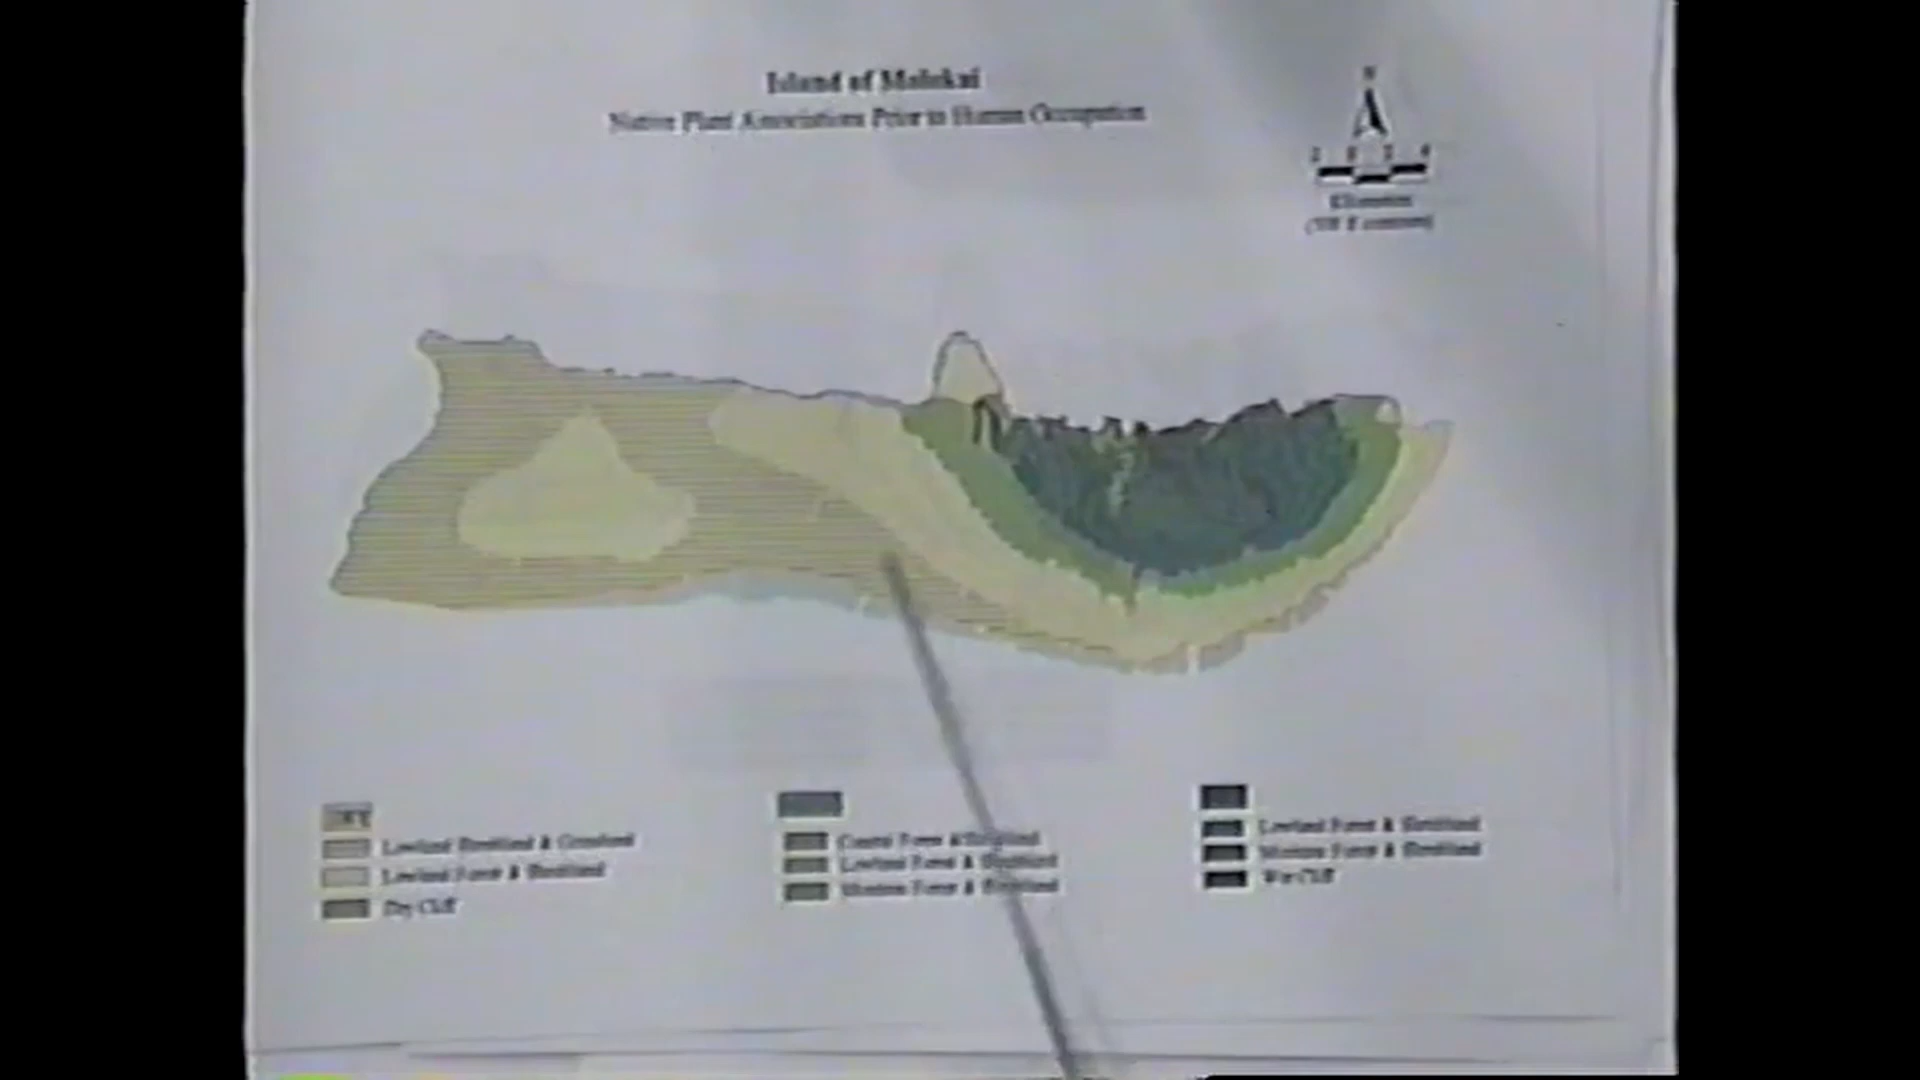 Island of Molokai
Native Plant Associations Prior to Human Occupation
N
Kilometers
DRY
Lowland Shrubland & Grassland
Lowland Forest & Shrubland
Dry Cliff
Coastal Forest & Shrubland
Lowland Forest & Shrubland
Montane Forest & Shrubland
Lowland Forest & Shrubland
Montane Forest & Shrubland
Wet Cliff